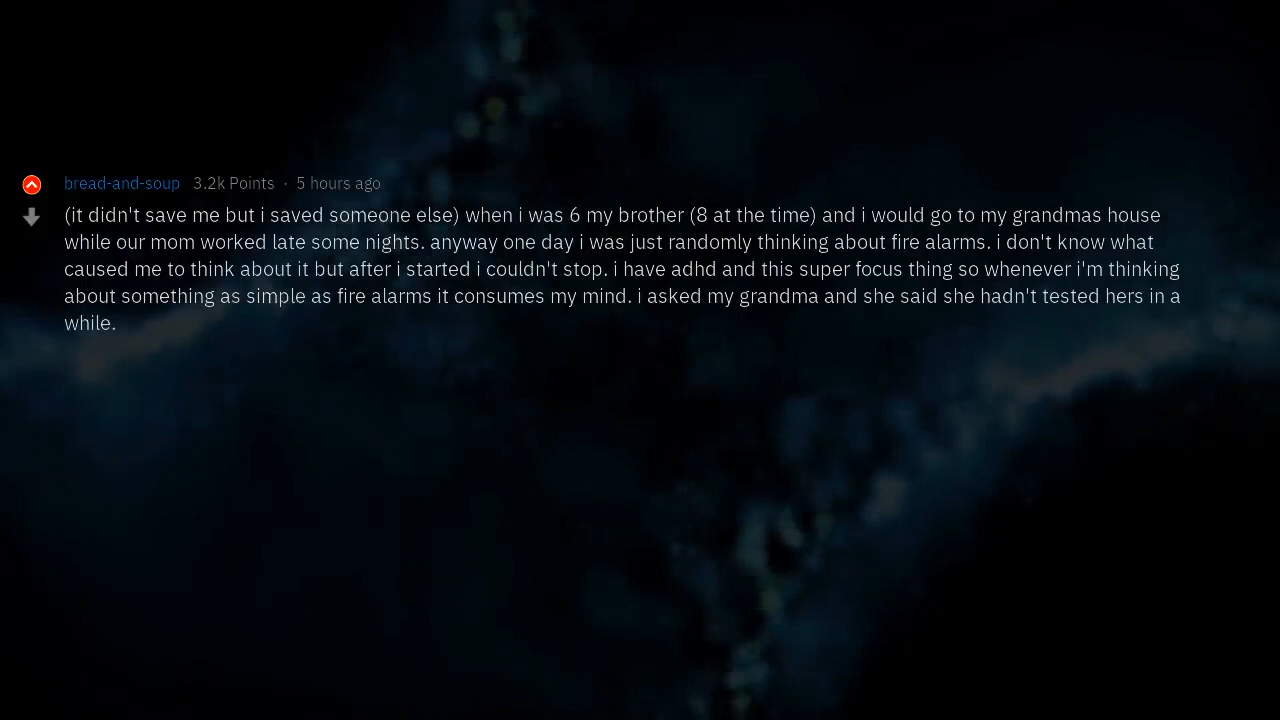 bread-and-soup 3.2k Points · 5 hours ago
(it didn't save me but i saved someone else) when i was 6 my brother (8 at the time) and i would go to my grandmas house
while our mom worked late some nights. anyway one day i was just randomly thinking about fire alarms. i don't know what
caused me to think about it but after i started i couldn't stop. i have adhd and this super focus thing so whenever i'm thinking
about something as simple as fire alarms it consumes my mind. i asked my grandma and she said she hadn't tested hers in a
while.